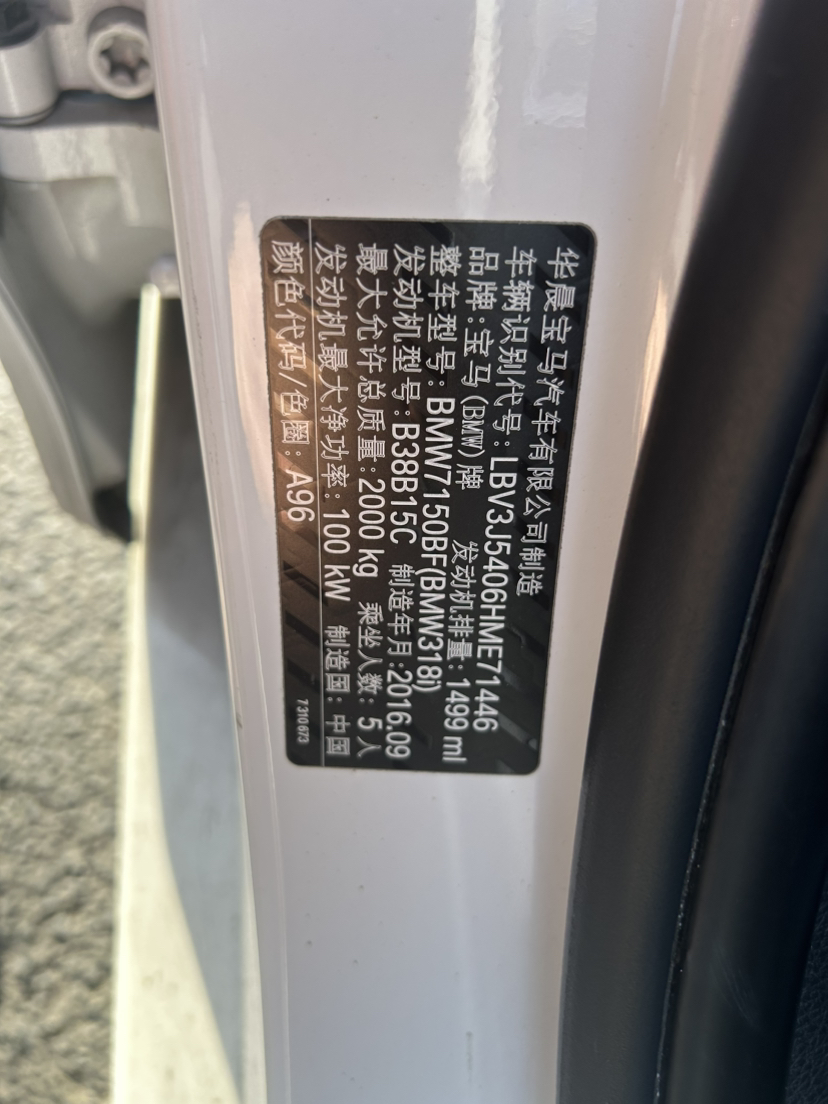 华晨宝马汽车有限公司制造
车辆识别代号:LBV3J5406HME71446
品牌:宝马(BMW)牌 发动机排量:1499 ml
整车型号:BMW7150BF(BMW318i)
发动机型号:B38B15C 制造年月:2016.09
最大允许总质量:2000 kg 乘坐人数:5人
发动机最大净功率:100 kW 制造国:中国
颜色代码/色圈:A96
7310673